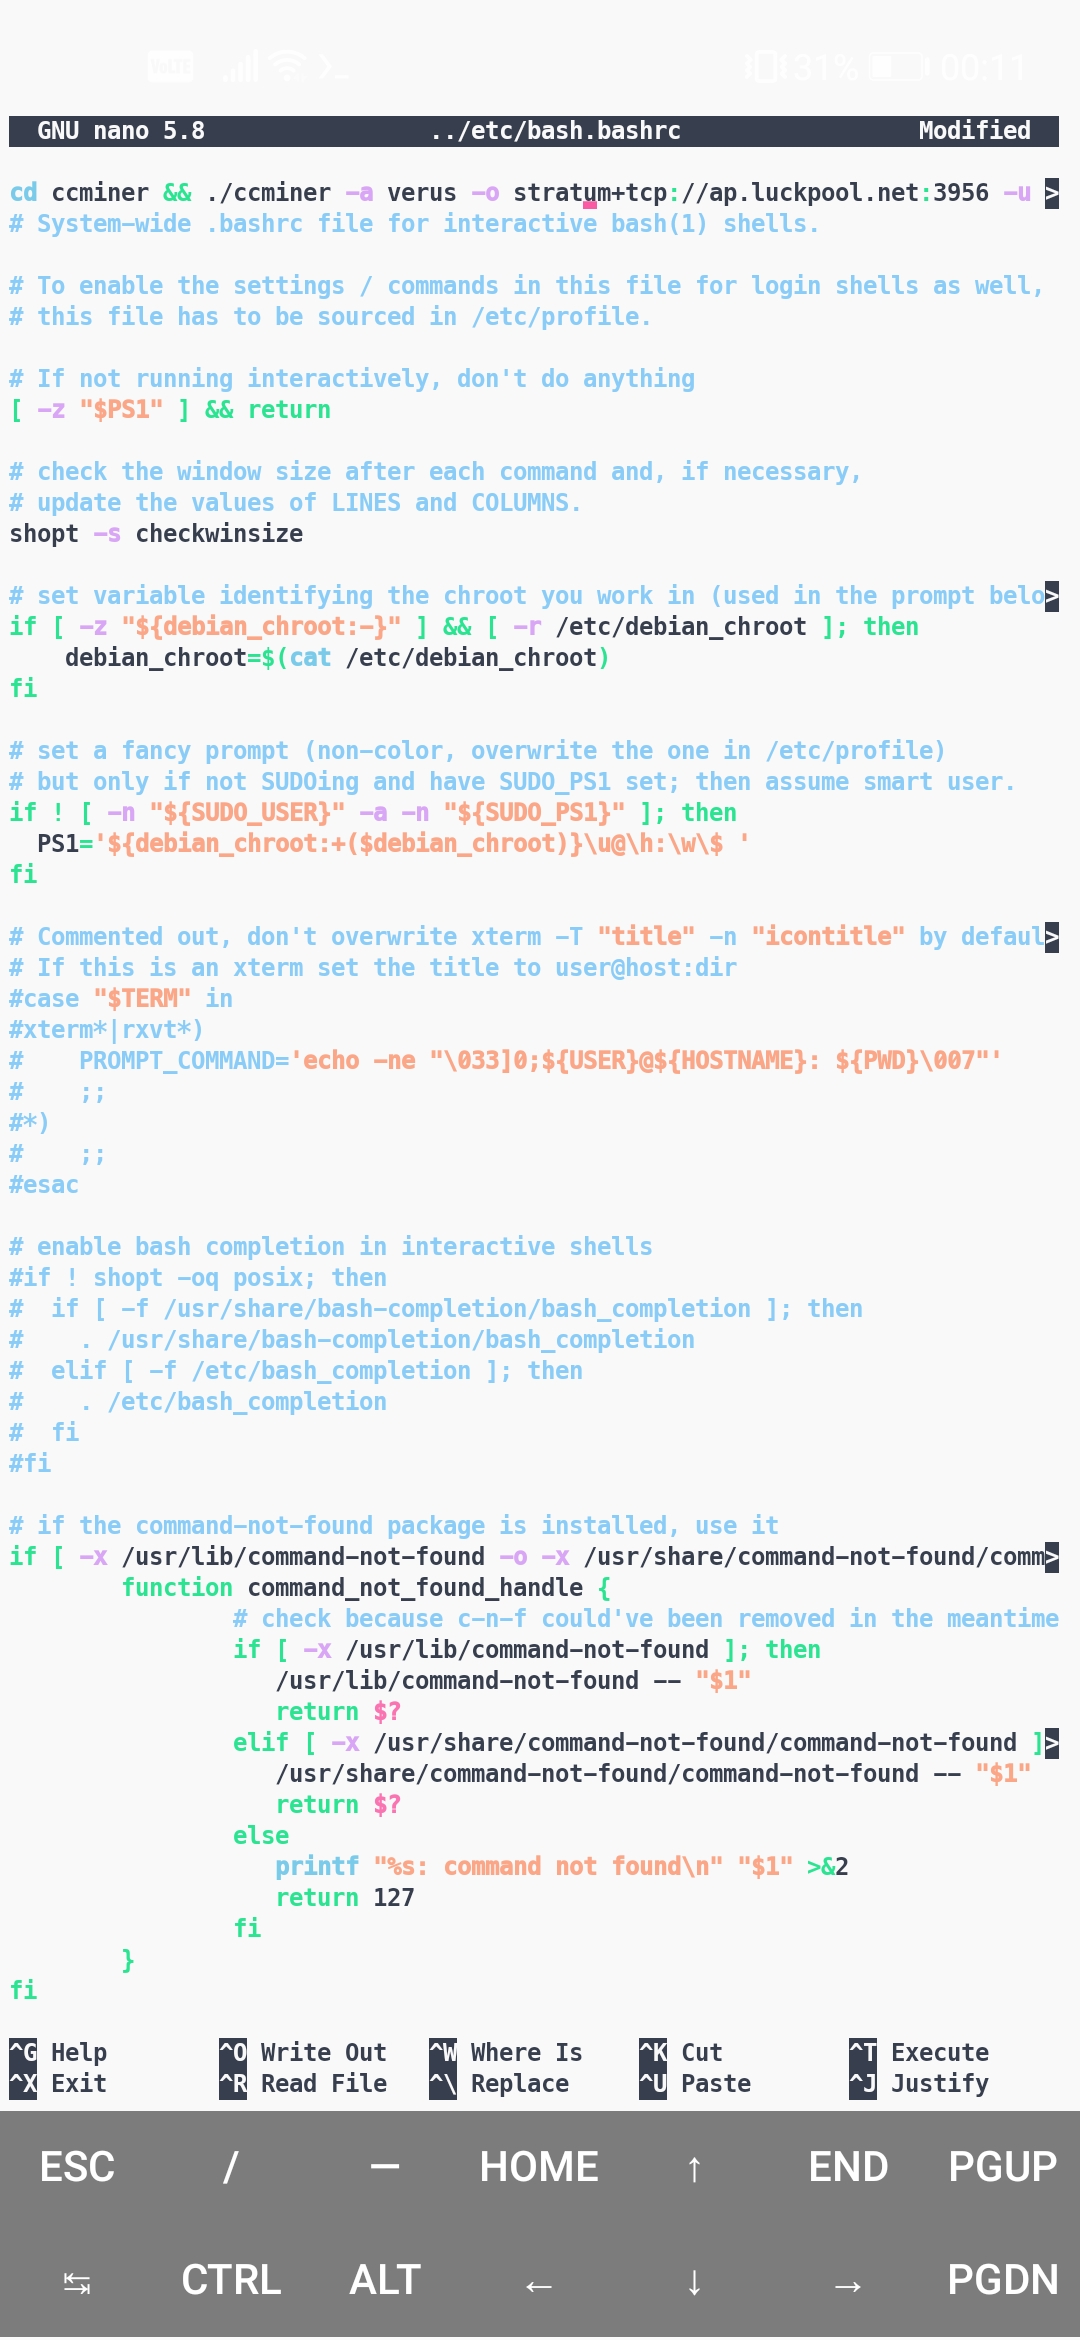 VoLTE 31% 00:11
GNU nano 5.8 ../etc/bash.bashrc Modified
cd ccminer && ./ccminer -a verus -o stratum+tcp://ap.luckpool.net:3956 -u >
# System-wide .bashrc file for interactive bash(1) shells.
# To enable the settings / commands in this file for login shells as well,
# this file has to be sourced in /etc/profile.
# If not running interactively, don't do anything
[ -z "$PS1" ] && return
# check the window size after each command and, if necessary,
# update the values of LINES and COLUMNS.
shopt -s checkwinsize
# set variable identifying the chroot you work in (used in the prompt belo>
if [ -z "${debian_chroot:-}" ] && [ -r /etc/debian_chroot ]; then
    debian_chroot=$(cat /etc/debian_chroot)
fi
# set a fancy prompt (non-color, overwrite the one in /etc/profile)
# but only if not SUDOing and have SUDO_PS1 set; then assume smart user.
if ! [ -n "${SUDO_USER}" -a -n "${SUDO_PS1}" ]; then
  PS1='${debian_chroot:+($debian_chroot)}\u@\h:\w\$ '
fi
# Commented out, don't overwrite xterm -T "title" -n "icontitle" by defaul>
# If this is an xterm set the title to user@host:dir
#case "$TERM" in
#xterm*|rxvt*)
#    PROMPT_COMMAND='echo -ne "\033]0;${USER}@${HOSTNAME}: ${PWD}\007"'
#    ;;
#*)
#    ;;
#esac
# enable bash completion in interactive shells
#if ! shopt -oq posix; then
#  if [ -f /usr/share/bash-completion/bash_completion ]; then
#    . /usr/share/bash-completion/bash_completion
#  elif [ -f /etc/bash_completion ]; then
#    . /etc/bash_completion
#  fi
#fi
# if the command-not-found package is installed, use it
if [ -x /usr/lib/command-not-found -o -x /usr/share/command-not-found/comm>
        function command_not_found_handle {
                # check because c-n-f could've been removed in the meantime
                if [ -x /usr/lib/command-not-found ]; then
                   /usr/lib/command-not-found -- "$1"
                   return $?
                elif [ -x /usr/share/command-not-found/command-not-found ]>
                   /usr/share/command-not-found/command-not-found -- "$1"
                   return $?
                else
                   printf "%s: command not found\n" "$1" >&2
                   return 127
                fi
        }
fi
^G Help ^O Write Out ^W Where Is ^K Cut ^T Execute
^X Exit ^R Read File ^\ Replace ^U Paste ^J Justify
ESC / – HOME ↑ END PGUP
↹ CTRL ALT ← ↓ → PGDN